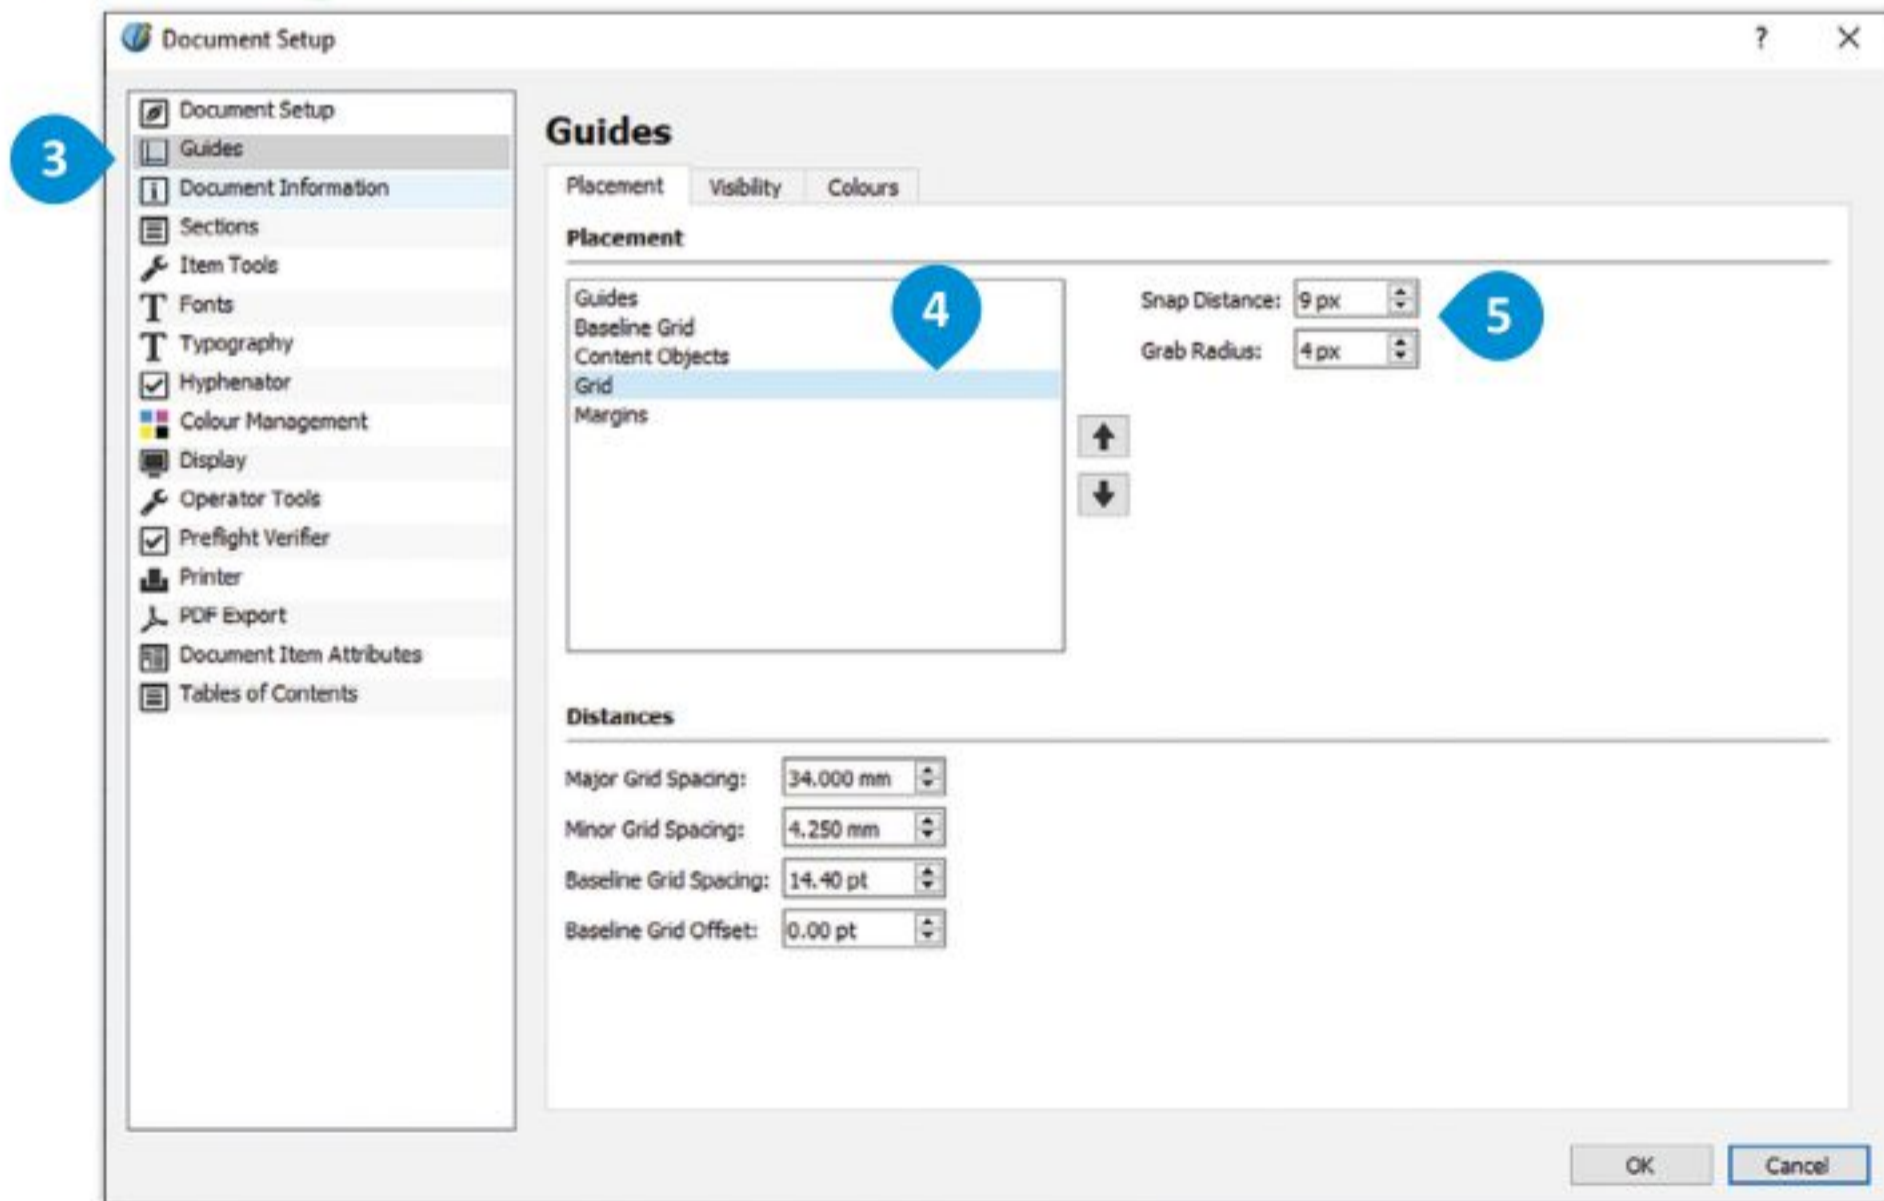 Document Setup ? X
Document Setup
3
Guides
Document Information
Sections
Item Tools
Fonts
Typography
Hyphenator
Colour Management
Display
Operator Tools
Preflight Verifier
Printer
PDF Export
Document Item Attributes
Tables of Contents
Guides
Placement Visibility Colours
Placement
Guides
Baseline Grid
Content Objects
Grid
Margins
4
Snap Distance: 9 px
Grab Radius: 4 px
5
Distances
Major Grid Spacing: 34.000 mm
Minor Grid Spacing: 4.250 mm
Baseline Grid Spacing: 14.40 pt
Baseline Grid Offset: 0.00 pt
OK Cancel